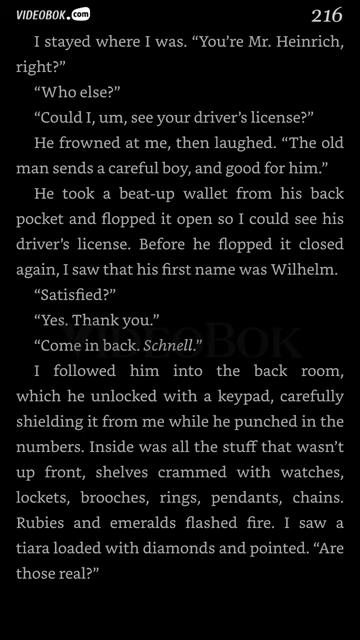 VIDEOBOK.com
216
I stayed where I was. “You’re Mr. Heinrich,
right?”
“Who else?”
“Could I, um, see your driver’s license?”
He frowned at me, then laughed. “The old
man sends a careful boy, and good for him.”
He took a beat-up wallet from his back
pocket and flopped it open so I could see his
driver’s license. Before he flopped it closed
again, I saw that his first name was Wilhelm.
“Satisfied?”
“Yes. Thank you.”
VIDEOBOK
“Come in back. Schnell.”
I followed him into the back room,
which he unlocked with a keypad, carefully
shielding it from me while he punched in the
numbers. Inside was all the stuff that wasn’t
up front, shelves crammed with watches,
lockets, brooches, rings, pendants, chains.
Rubies and emeralds flashed fire. I saw a
tiara loaded with diamonds and pointed. “Are
those real?”